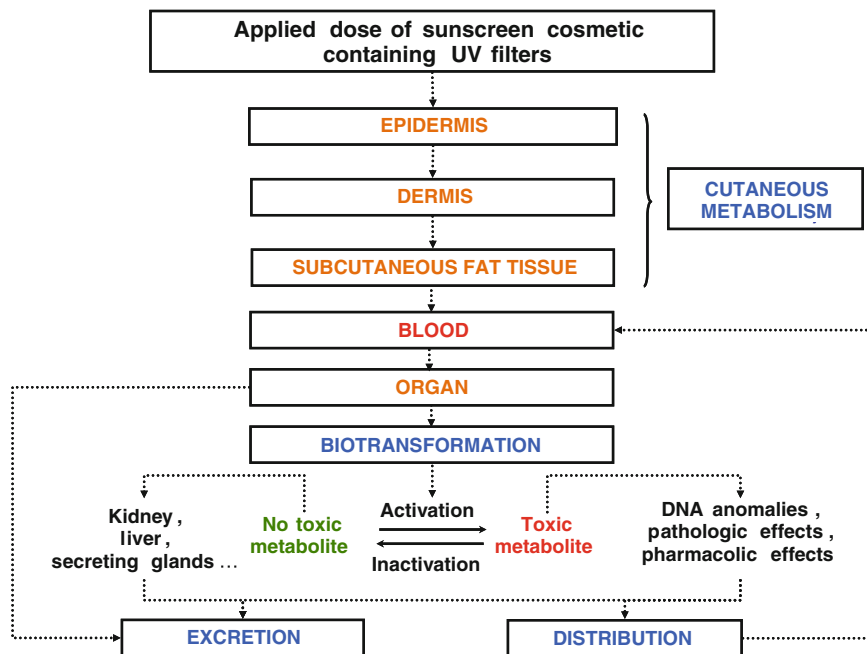 Applied dose of sunscreen cosmetic
containing UV filters
EPIDERMIS
DERMIS
CUTANEOUS
METABOLISM
SUBCUTANEOUS FAT TISSUE
BLOOD
ORGAN
BIOTRANSFORMATION
Kidney,
liver,
secreting glands ...
No toxic
metabolite
Activation
Inactivation
Toxic
metabolite
DNA anomalies,
pathologic effects,
pharmacolic effects
EXCRETION
DISTRIBUTION